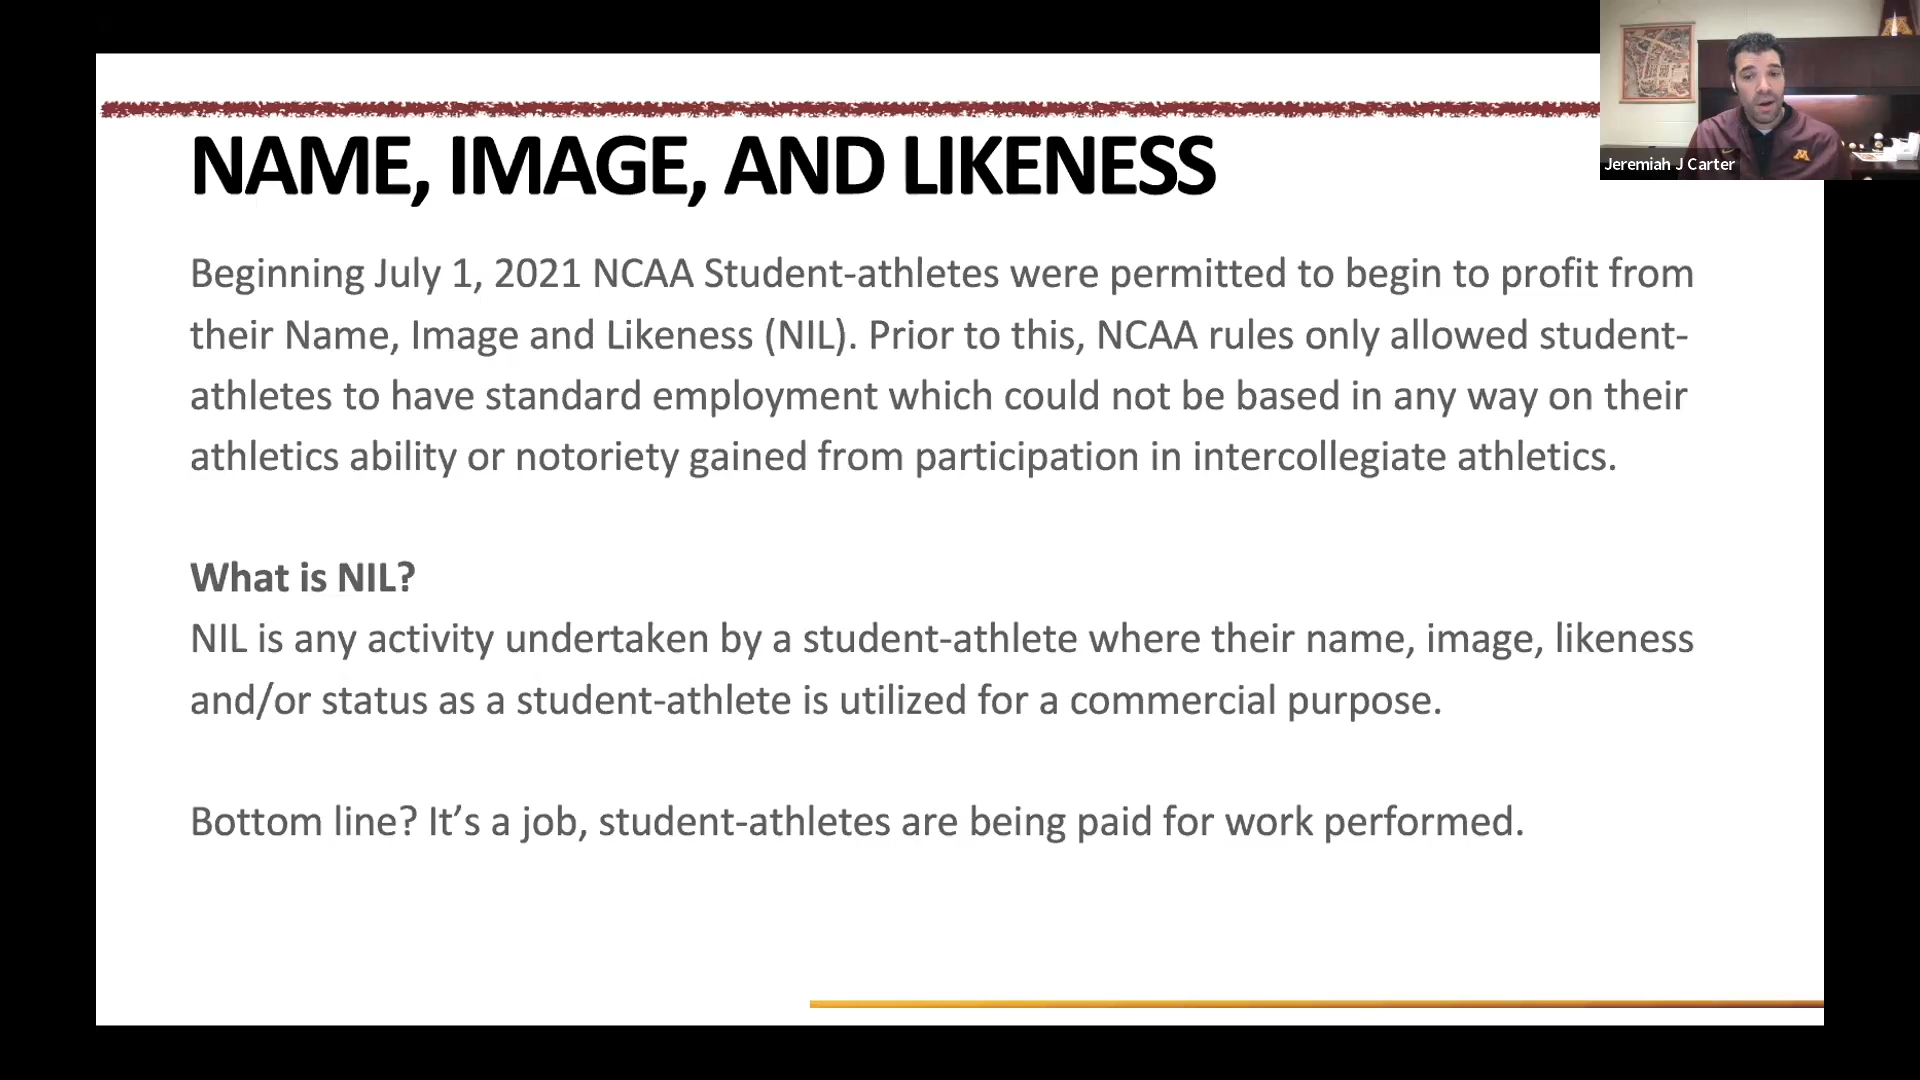 NAME, IMAGE, AND LIKENESS
Jeremiah J Carter
Beginning July 1, 2021 NCAA Student-athletes were permitted to begin to profit from
their Name, Image and Likeness (NIL). Prior to this, NCAA rules only allowed student-
athletes to have standard employment which could not be based in any way on their
athletics ability or notoriety gained from participation in intercollegiate athletics.
What is NIL?
NIL is any activity undertaken by a student-athlete where their name, image, likeness
and/or status as a student-athlete is utilized for a commercial purpose.
Bottom line? It’s a job, student-athletes are being paid for work performed.